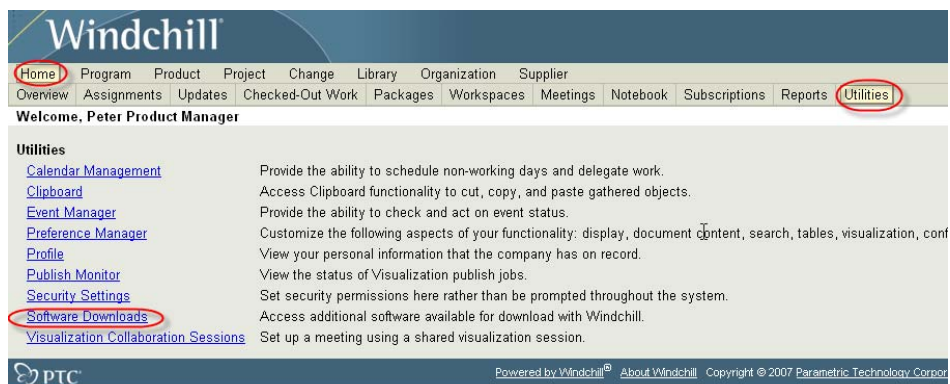 Windchill
Home Program Product Project Change Library Organization Supplier
Overview Assignments Updates Checked-Out Work Packages Workspaces Meetings Notebook Subscriptions Reports Utilities
Welcome, Peter Product Manager
Utilities
Calendar Management Provide the ability to schedule non-working days and delegate work.
Clipboard Access Clipboard functionality to cut, copy, and paste gathered objects.
Event Manager Provide the ability to check and act on event status.
Preference Manager Customize the following aspects of your functionality: display, document content, search, tables, visualization, conf
Profile View your personal information that the company has on record.
Publish Monitor View the status of Visualization publish jobs.
Security Settings Set security permissions here rather than be prompted throughout the system.
Software Downloads Access additional software available for download with Windchill.
Visualization Collaboration Sessions Set up a meeting using a shared visualization session.
PTC Powered by Windchill® About Windchill Copyright © 2007 Parametric Technology Corpor